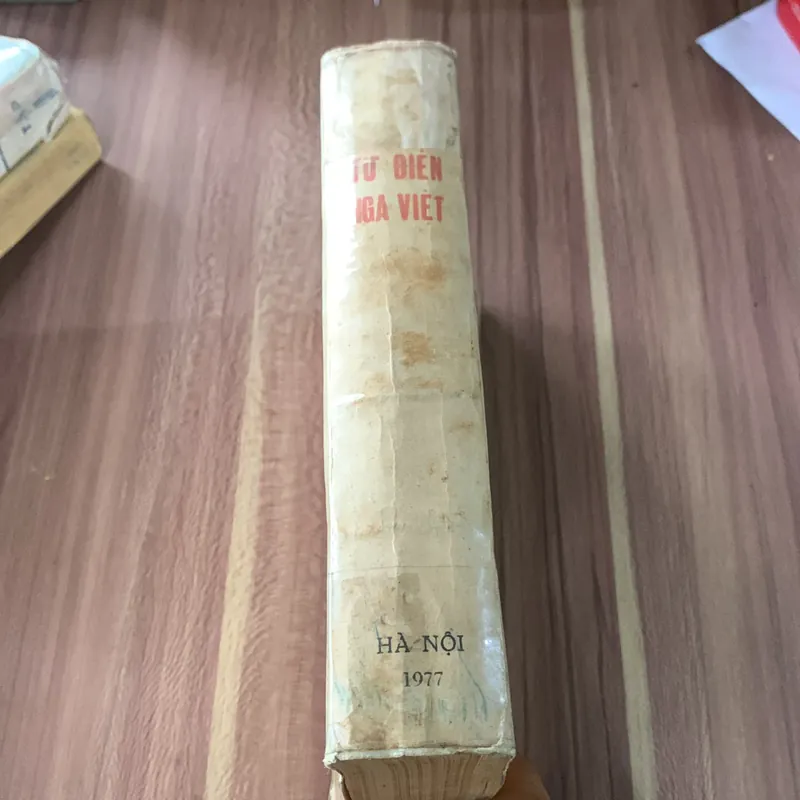 TỪ ĐIỂN
NGA VIỆT
HÀ NỘI
1977